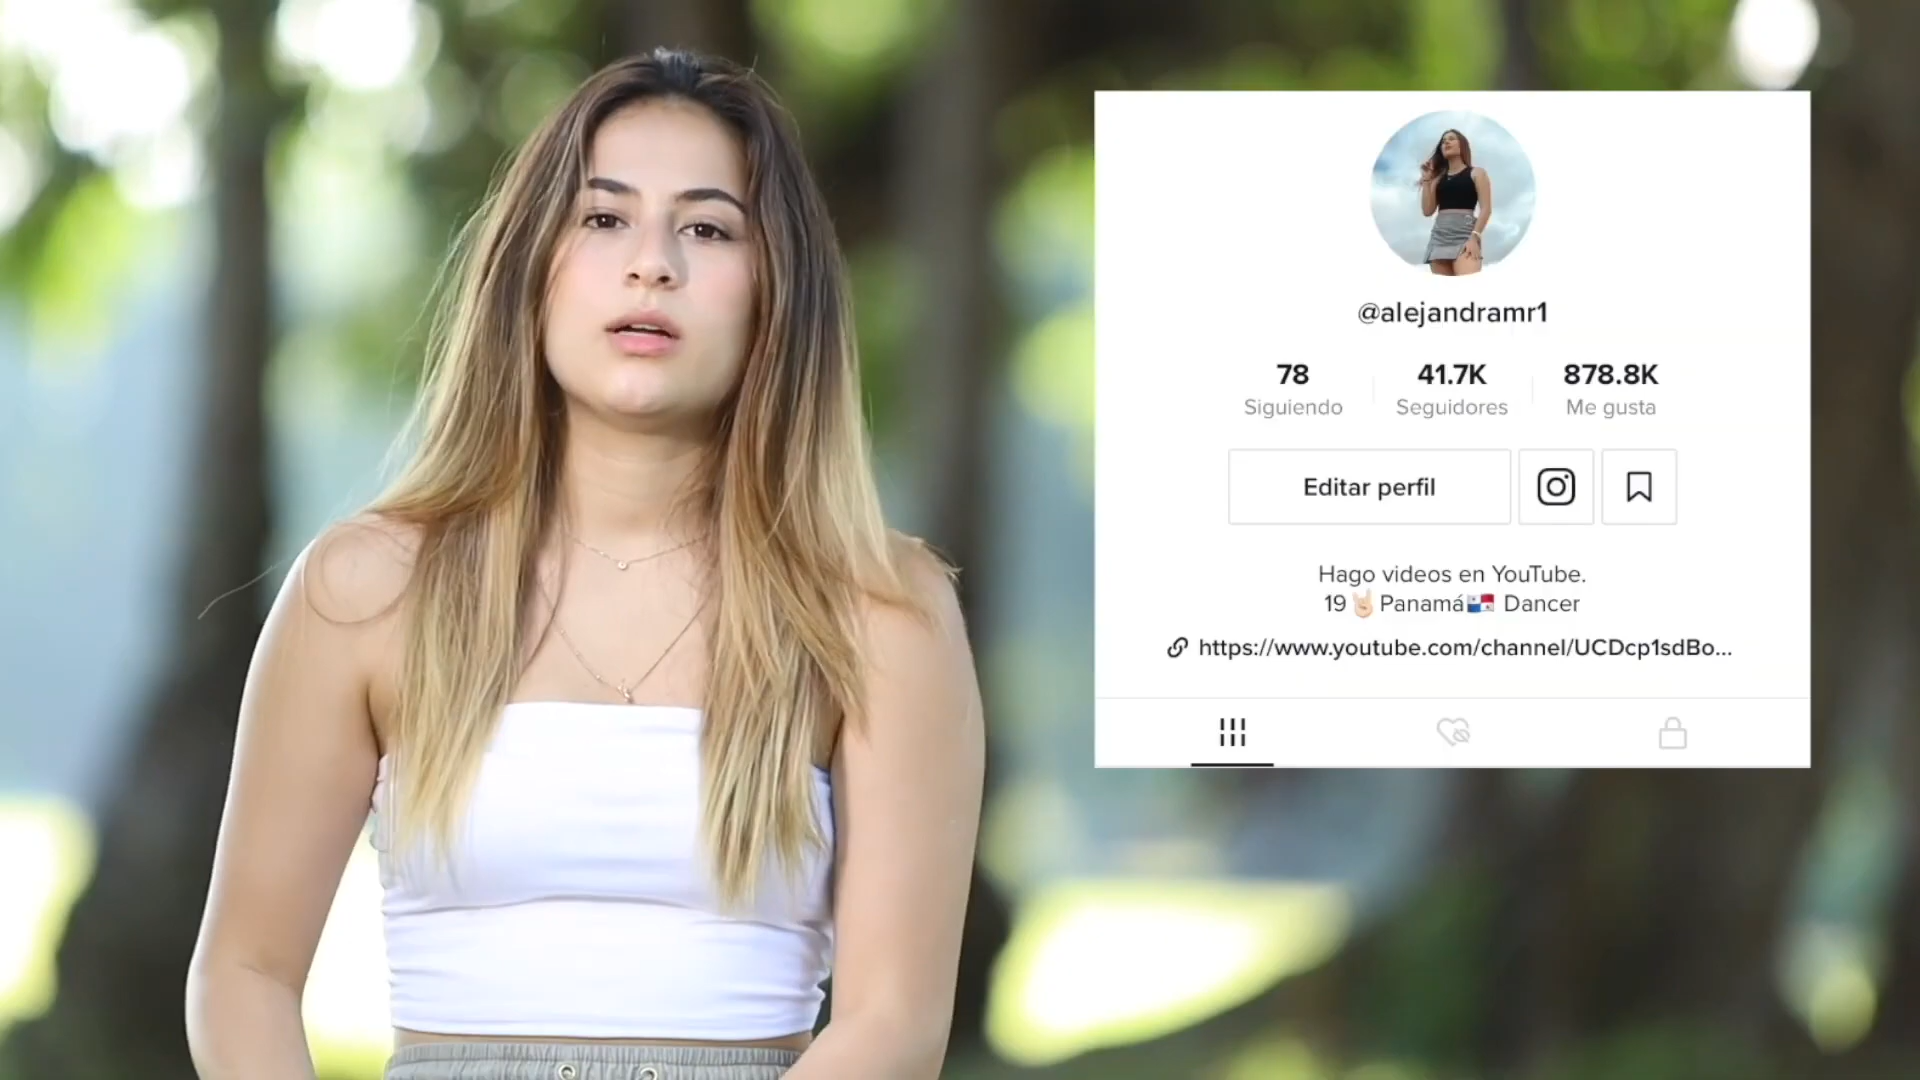 @alejandramr1
78 41.7K 878.8K
Siguiendo Seguidores Me gusta
Editar perfil
Hago videos en YouTube.
19🤘🏻Panamá🇵🇦 Dancer
https://www.youtube.com/channel/UCDcp1sdBo...